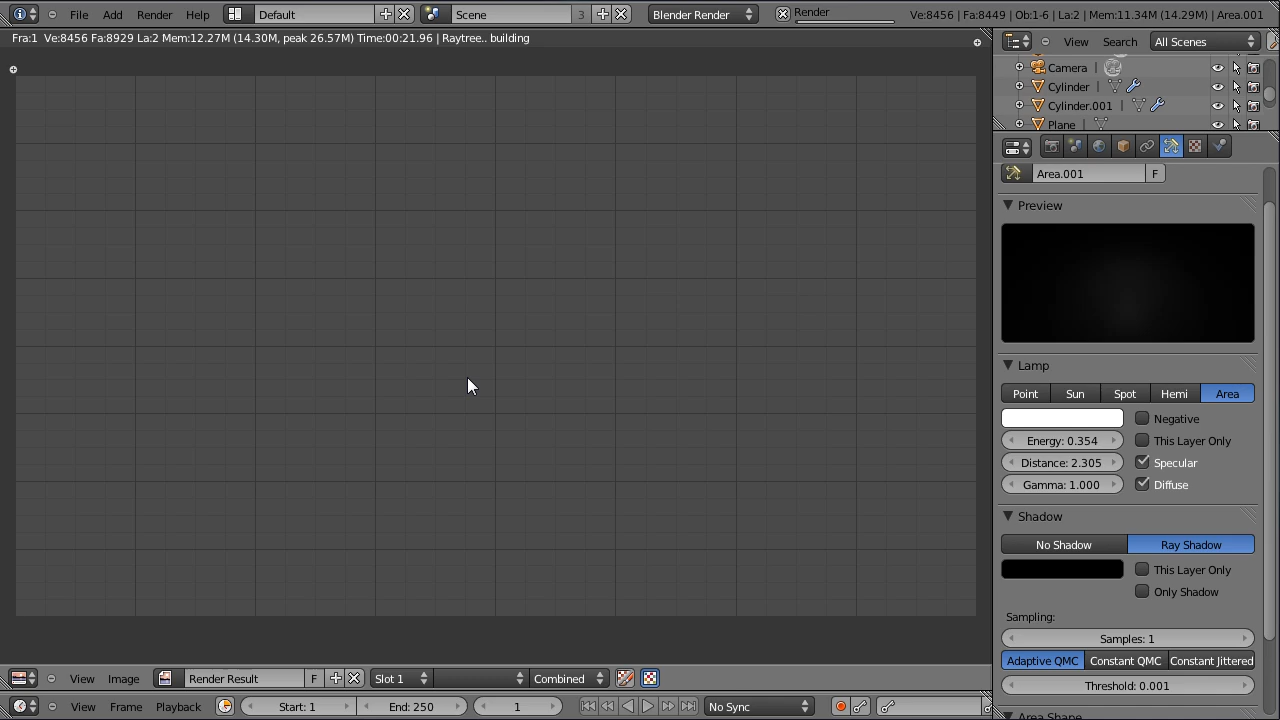 File Add Render Help Default Scene 3 Blender Render Render Ve:8456 | Fa:8449 | Ob:1-6 | La:2 | Mem:11.34M (14.29M) | Area.001
Fra:1 Ve:8456 Fa:8929 La:2 Mem:12.27M (14.30M, peak 26.57M) Time:00:21.96 | Raytree.. building
View Search All Scenes
Camera
Cylinder
Cylinder.001
Plane
Area.001 F
Preview
Lamp
Point Sun Spot Hemi Area
Negative
Energy: 0.354 This Layer Only
Distance: 2.305 Specular
Gamma: 1.000 Diffuse
Shadow
No Shadow Ray Shadow
This Layer Only
Only Shadow
Sampling:
Samples: 1
Adaptive QMC Constant QMC Constant Jittered
Threshold: 0.001
Area Shape
View Image Render Result F Slot 1 Combined
View Frame Playback Start: 1 End: 250 1 No Sync